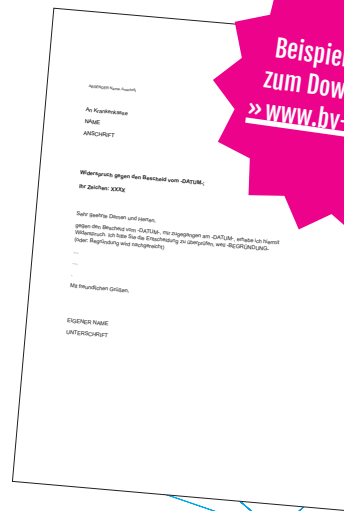 Beispiel
zum Dow
» www.bv-
ABSENDER Name Anschrift
An Krankenkasse
NAME
ANSCHRIFT
Widerspruch gegen den Bescheid vom -DATUM-;
Ihr Zeichen: XXXx
Sehr geehrte Damen und Herren,
gegen den Bescheid vom -DATUM-, mir zugegangen am -DATUM-, erhebe ich hiermit
Widerspruch. Ich bitte Sie die Entscheidung zu überprüfen, weil -BEGRÜNDUNG-
(oder: Begründung wird nachgereicht)
....
....
.
Mit freundlichen Grüßen,
EIGENER NAME
UNTERSCHRIFT